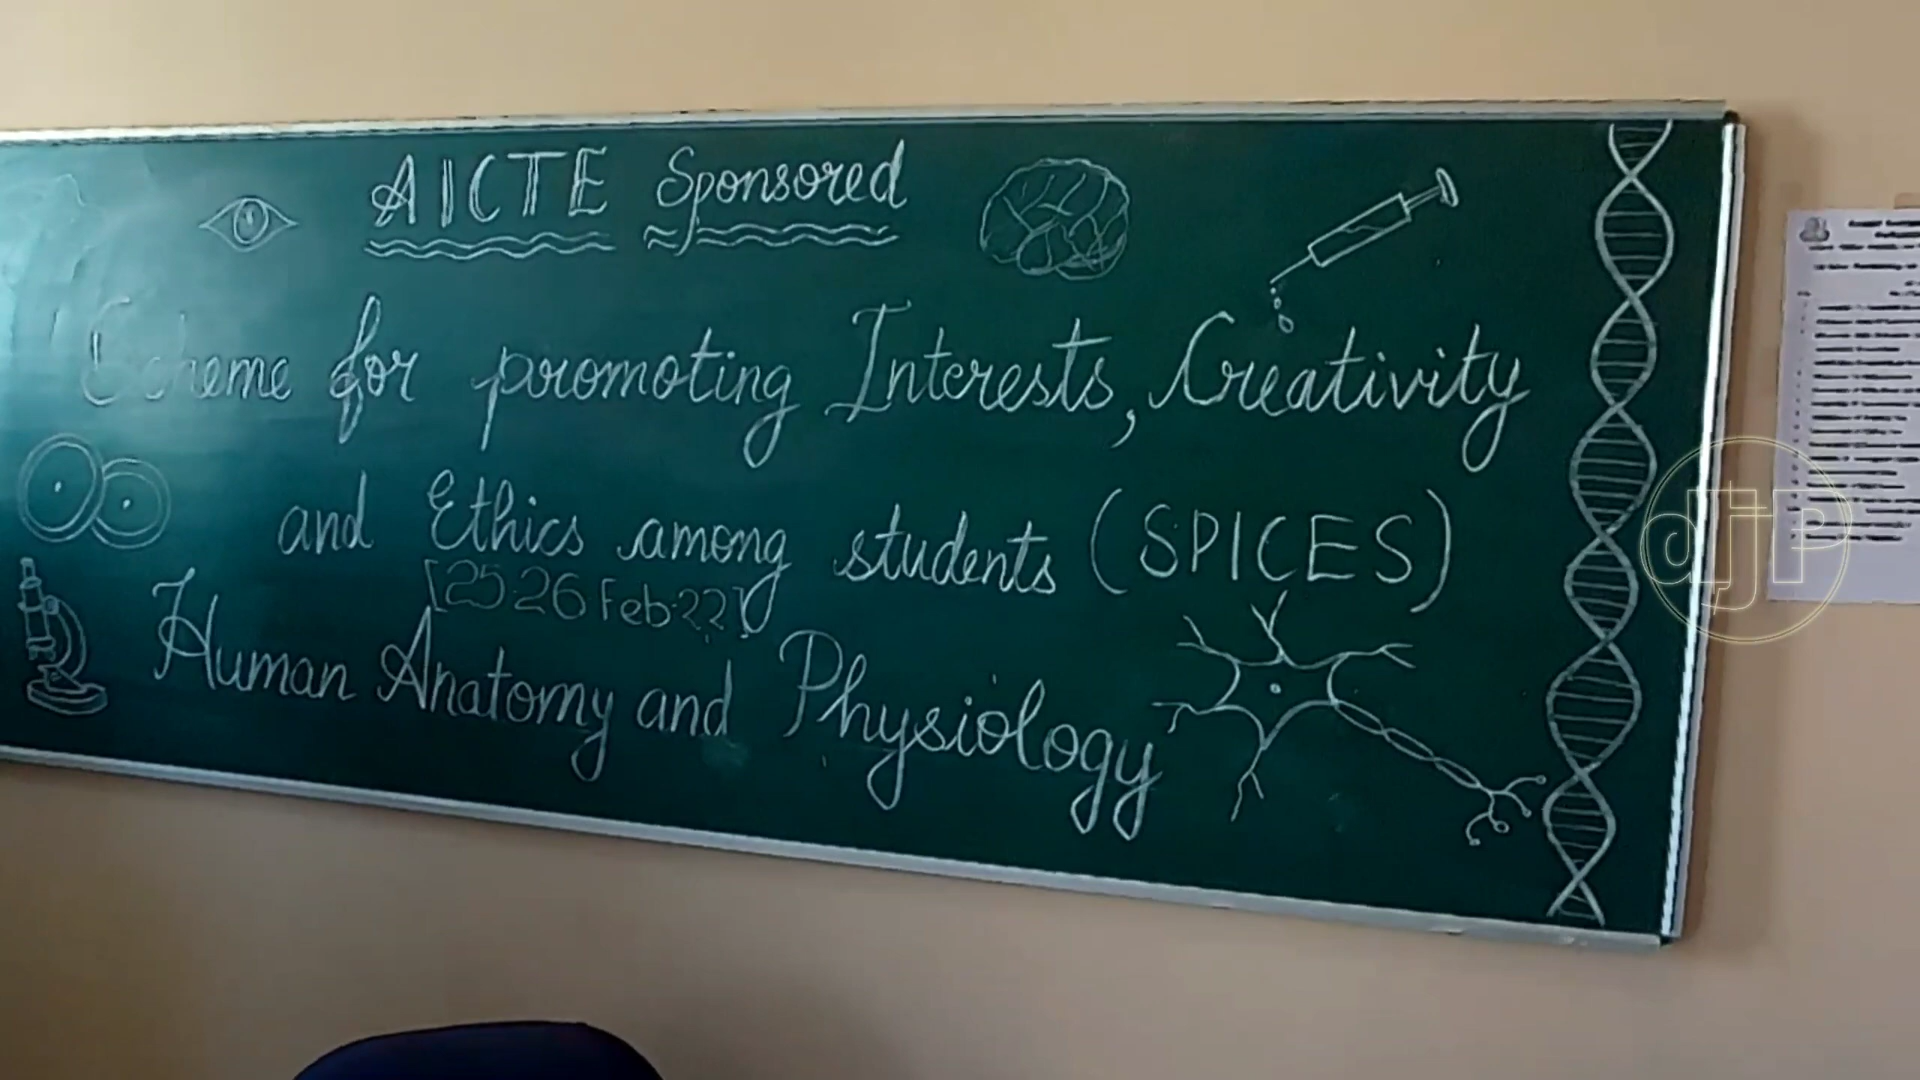 AICTE Sponsored
Scheme for promoting Interests, Creativity
and Ethics among students (SPICES)
[25-26 Feb-22]
Human Anatomy and Physiology
djP